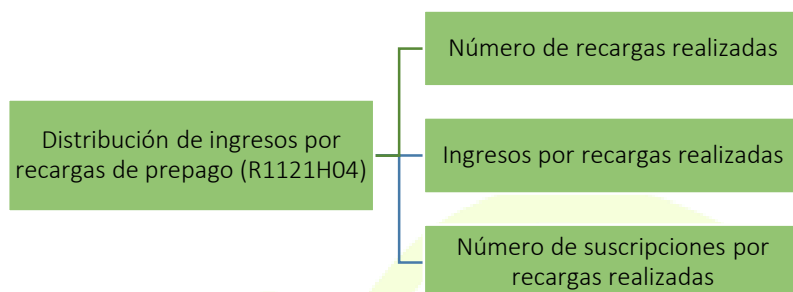 Número de recargas realizadas
Distribución de ingresos por
recargas de prepago (R1121H04)
Ingresos por recargas realizadas
Número de suscripciones por
recargas realizadas